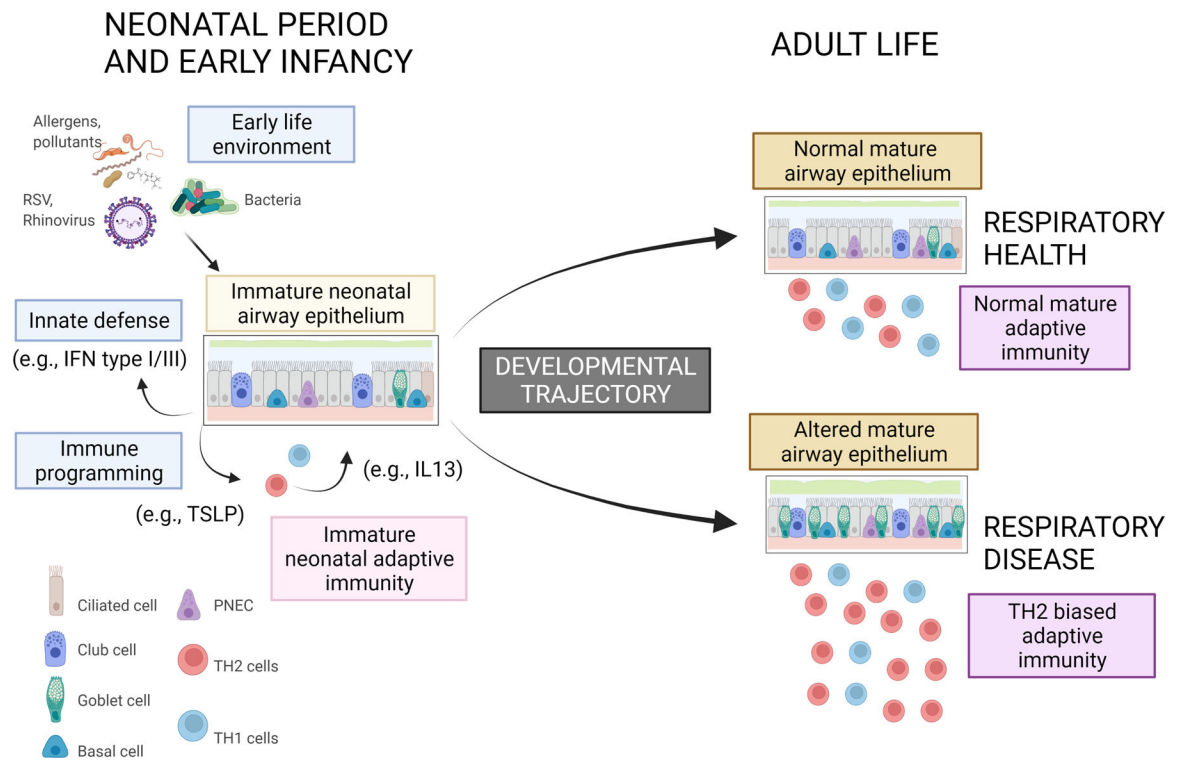 NEONATAL PERIOD
AND EARLY INFANCY
ADULT LIFE
Allergens,
pollutants
Early life
environment
RSV,
Rhinovirus
Bacteria
Immature neonatal
airway epithelium
Innate defense
(e.g., IFN type I/III)
Immune
programming
(e.g., TSLP)
(e.g., IL13)
Immature
neonatal adaptive
immunity
DEVELOPMENTAL
TRAJECTORY
Normal mature
airway epithelium
RESPIRATORY
HEALTH
Normal mature
adaptive
immunity
Altered mature
airway epithelium
RESPIRATORY
DISEASE
TH2 biased
adaptive
immunity
Ciliated cell
Club cell
Goblet cell
Basal cell
PNEC
TH2 cells
TH1 cells